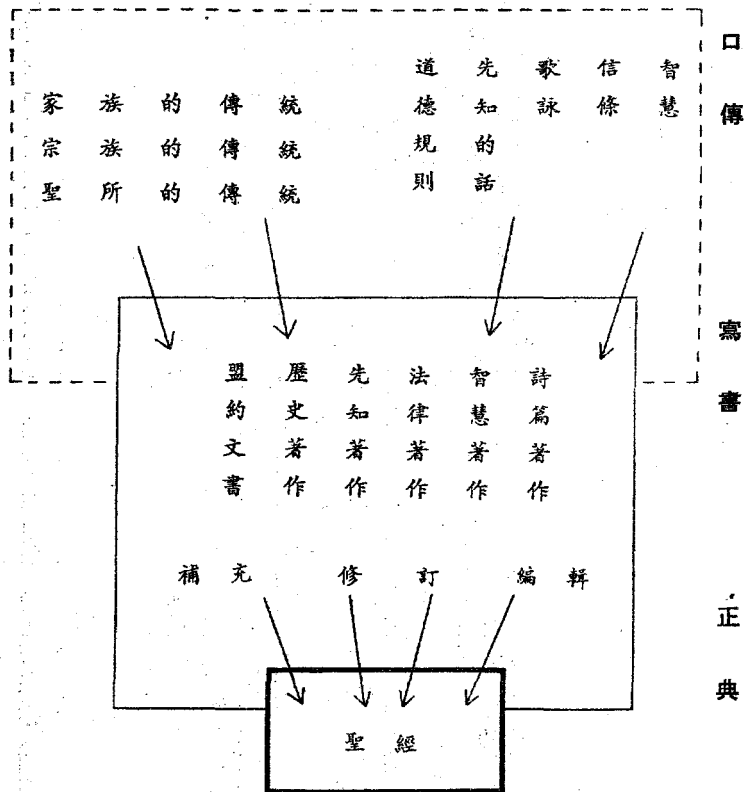 口傳
家族的傳統
宗族的傳統
聖所的傳統
智慧
信條
歌詠
先知的話
道德規則
寫書
詩篇著作
智慧著作
法律著作
先知著作
歷史著作
盟約文書
補充
修訂
編輯
正典
聖經